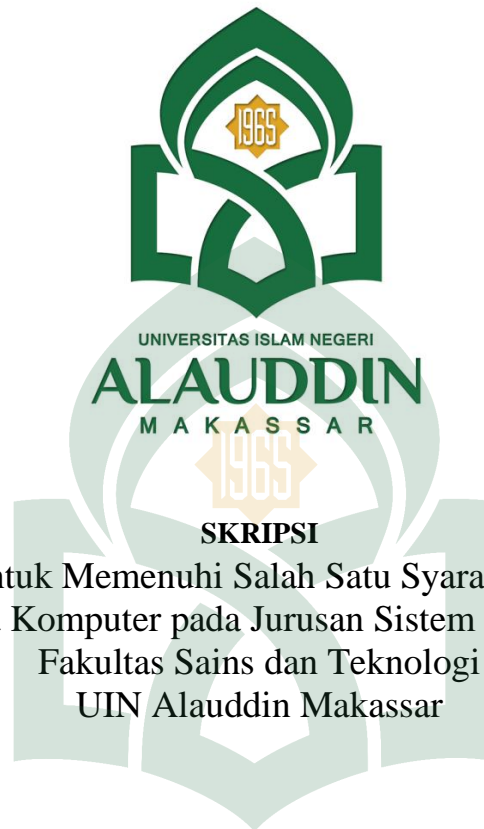 1965
UNIVERSITAS ISLAM NEGERI
ALAUDDIN
MAKASSAR
1965
SKRIPSI
Memenuhi Salah Satu
Komputer pada Jurusan Sistem
Fakultas Sains dan Teknologi
UIN Alauddin Makassar